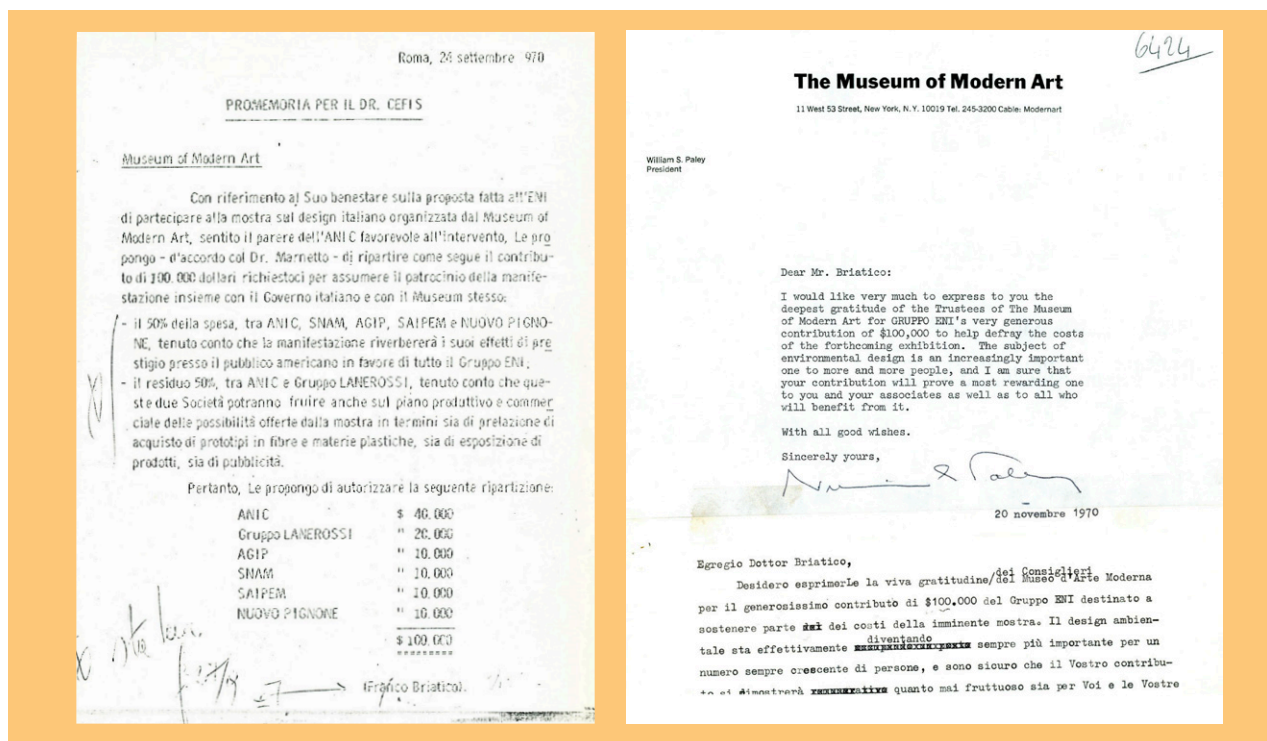 Roma, 26 settembre 970
PROMEMORIA PER IL DR. CEFIS
Museum of Modern Art
Con riferimento al Suo benestare sulla proposta fatta all'ENI
di partecipare alla mostra sul design italiano organizzata dal Museum of
Modern Art, sentito il parere dell'ANIC favorevole all'intervento, Le pro
pongo - d'accordo col Dr. Marnetto - di ripartire come segue il contribu-
to di 100.000 dollari richiestoci per assumere il patrocinio della manife-
stazione insieme con il Governo italiano e con il Museum stesso:
- il 50% della spesa, tra ANIC, SNAM, AGIP, SAIPEM e NUOVO PIGNO-
NE, tenuto conto che la manifestazione riverbererà i suoi effetti di pre
stigio presso il pubblico americano in favore di tutto il Gruppo ENI;
- il residuo 50%, tra ANIC e Gruppo LANEROSSI, tenuto conto che que-
ste due Società potranno fruire anche sul piano produttivo e commer
ciale delle possibilità offerte dalla mostra in termini sia di prelazione di
acquisto di prototipi in fibre e materie plastiche, sia di esposizione di
prodotti, sia di pubblicità.
Pertanto, Le propongo di autorizzare la seguente ripartizione:
ANIC $ 40.000
Gruppo LANEROSSI " 20.000
AGIP " 10.000
SNAM " 10.000
SAIPEM " 10.000
NUOVO PIGNONE " 10.000
$ 100.000
(Franco Briatico)
6424
The Museum of Modern Art
11 West 53 Street, New York, N.Y. 10019 Tel. 245-3200 Cable: Modernart
William S. Paley
President
Dear Mr. Briatico:
I would like very much to express to you the
deepest gratitude of the Trustees of The Museum
of Modern Art for GRUPPO ENI's very generous
contribution of $100,000 to help defray the costs
of the forthcoming exhibition. The subject of
environmental design is an increasingly important
one to more and more people, and I am sure that
your contribution will prove a most rewarding one
to you and your associates as well as to all who
will benefit from it.
With all good wishes.
Sincerely yours,
20 novembre 1970
Egregio Dottor Briatico,
dei Consiglieri
Desidero esprimerLe la viva gratitudine/del Museo d'Arte Moderna
per il generosissimo contributo di $100.000 del Gruppo ENI destinato a
sostenere parte dei costi della imminente mostra. Il design ambien-
diventando
tale sta effettivamente sempre più importante per un
numero sempre crescente di persone, e sono sicuro che il Vostro contribu-
to si dimostrerà quanto mai fruttuoso sia per Voi e le Vostre